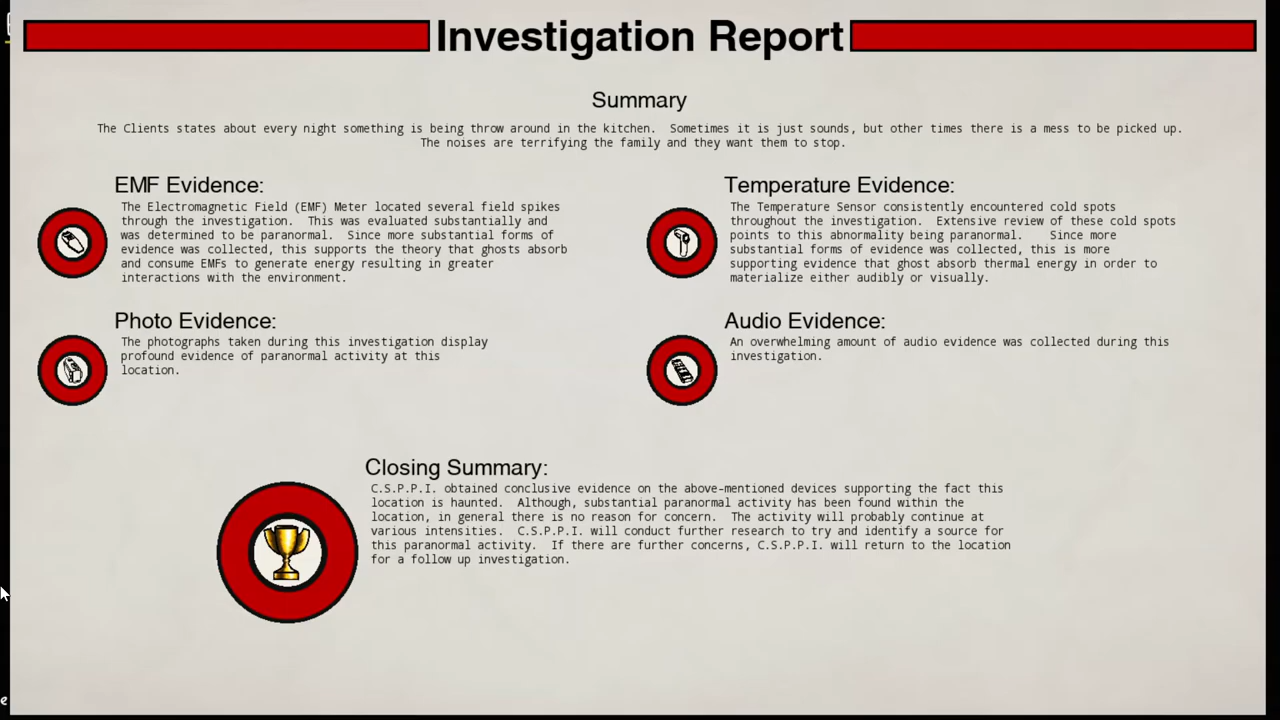 Investigation Report
Summary
The Clients states about every night something is being throw around in the kitchen.  Sometimes it is just sounds, but other times there is a mess to be picked up.
The noises are terrifying the family and they want them to stop.
EMF Evidence:
The Electromagnetic Field (EMF) Meter located several field spikes
through the investigation.  This was evaluated substantially and
was determined to be paranormal.  Since more substantial forms of
evidence was collected, this supports the theory that ghosts absorb
and consume EMFs to generate energy resulting in greater
interactions with the environment.
Temperature Evidence:
The Temperature Sensor consistently encountered cold spots
throughout the investigation.  Extensive review of these cold spots
points to this abnormality being paranormal.    Since more
substantial forms of evidence was collected, this is more
supporting evidence that ghost absorb thermal energy in order to
materialize either audibly or visually.
Photo Evidence:
The photographs taken during this investigation display
profound evidence of paranormal activity at this
location.
Audio Evidence:
An overwhelming amount of audio evidence was collected during this
investigation.
Closing Summary:
C.S.P.P.I. obtained conclusive evidence on the above-mentioned devices supporting the fact this
location is haunted.  Although, substantial paranormal activity has been found within the
location, in general there is no reason for concern.  The activity will probably continue at
various intensities.  C.S.P.P.I. will conduct further research to try and identify a source for
this paranormal activity.  If there are further concerns, C.S.P.P.I. will return to the location
for a follow up investigation.
e